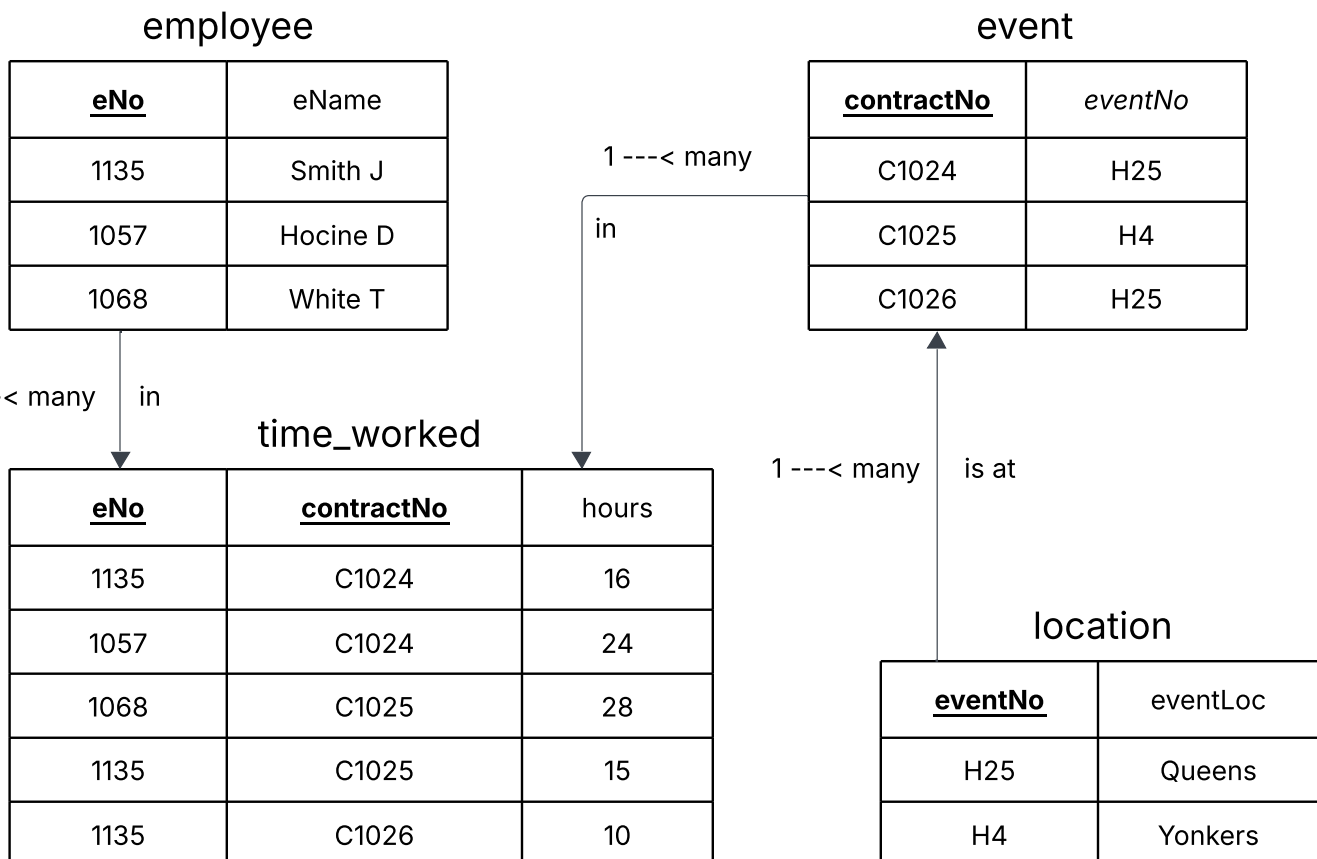 employee
eNo eName
1135 Smith J
1057 Hocine D
1068 White T
event
contractNo eventNo
C1024 H25
C1025 H4
C1026 H25
1 ---< many
in
< many in
time_worked
eNo contractNo hours
1135 C1024 16
1057 C1024 24
1068 C1025 28
1135 C1025 15
1135 C1026 10
1 ---< many is at
location
eventNo eventLoc
H25 Queens
H4 Yonkers